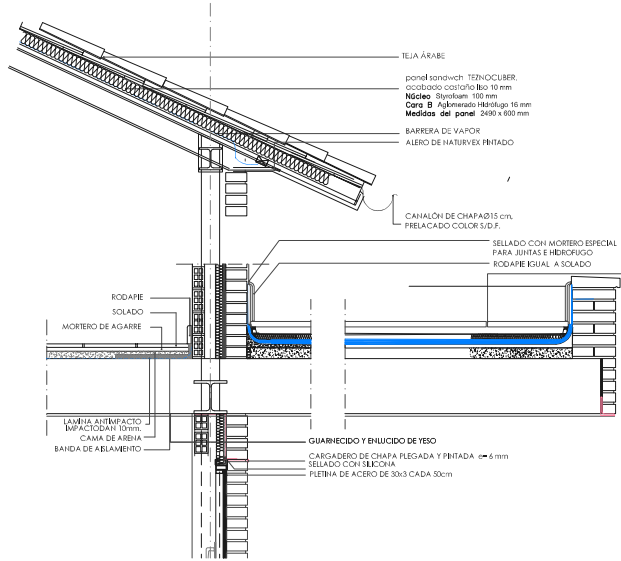 TEJA ÀRABE
panel sandwch TEZNOCUBER.
acabado castaño liso 10 mm
Núcleo Styrofoam 100 mm
Cara B Aglomerado Hidrófugo 16 mm
Medidas del panel 2490 x 600 mm
BARRERA DE VAPOR
ALERO DE NATURVEX PINTADO
CANALÓN DE CHAPAØ15 cm,
PRELACADO COLOR S/D.F.
SELLADO CON MORTERO ESPECIAL
PARA JUNTAS E HIDROFUGO
RODAPIE IGUAL A SOLADO
RODAPIE
SOLADO
MORTERO DE AGARRE
LAMINA ANTIMPACTO
IMPACTODAN 10mm.
CAMA DE ARENA
BANDA DE AISLAMIENTO
GUARNECIDO Y ENLUCIDO DE YESO
CARGADERO DE CHAPA PLEGADA Y PINTADA e= 6 mm
SELLADO CON SILICONA
PLETINA DE ACERO DE 30x3 CADA 50cm